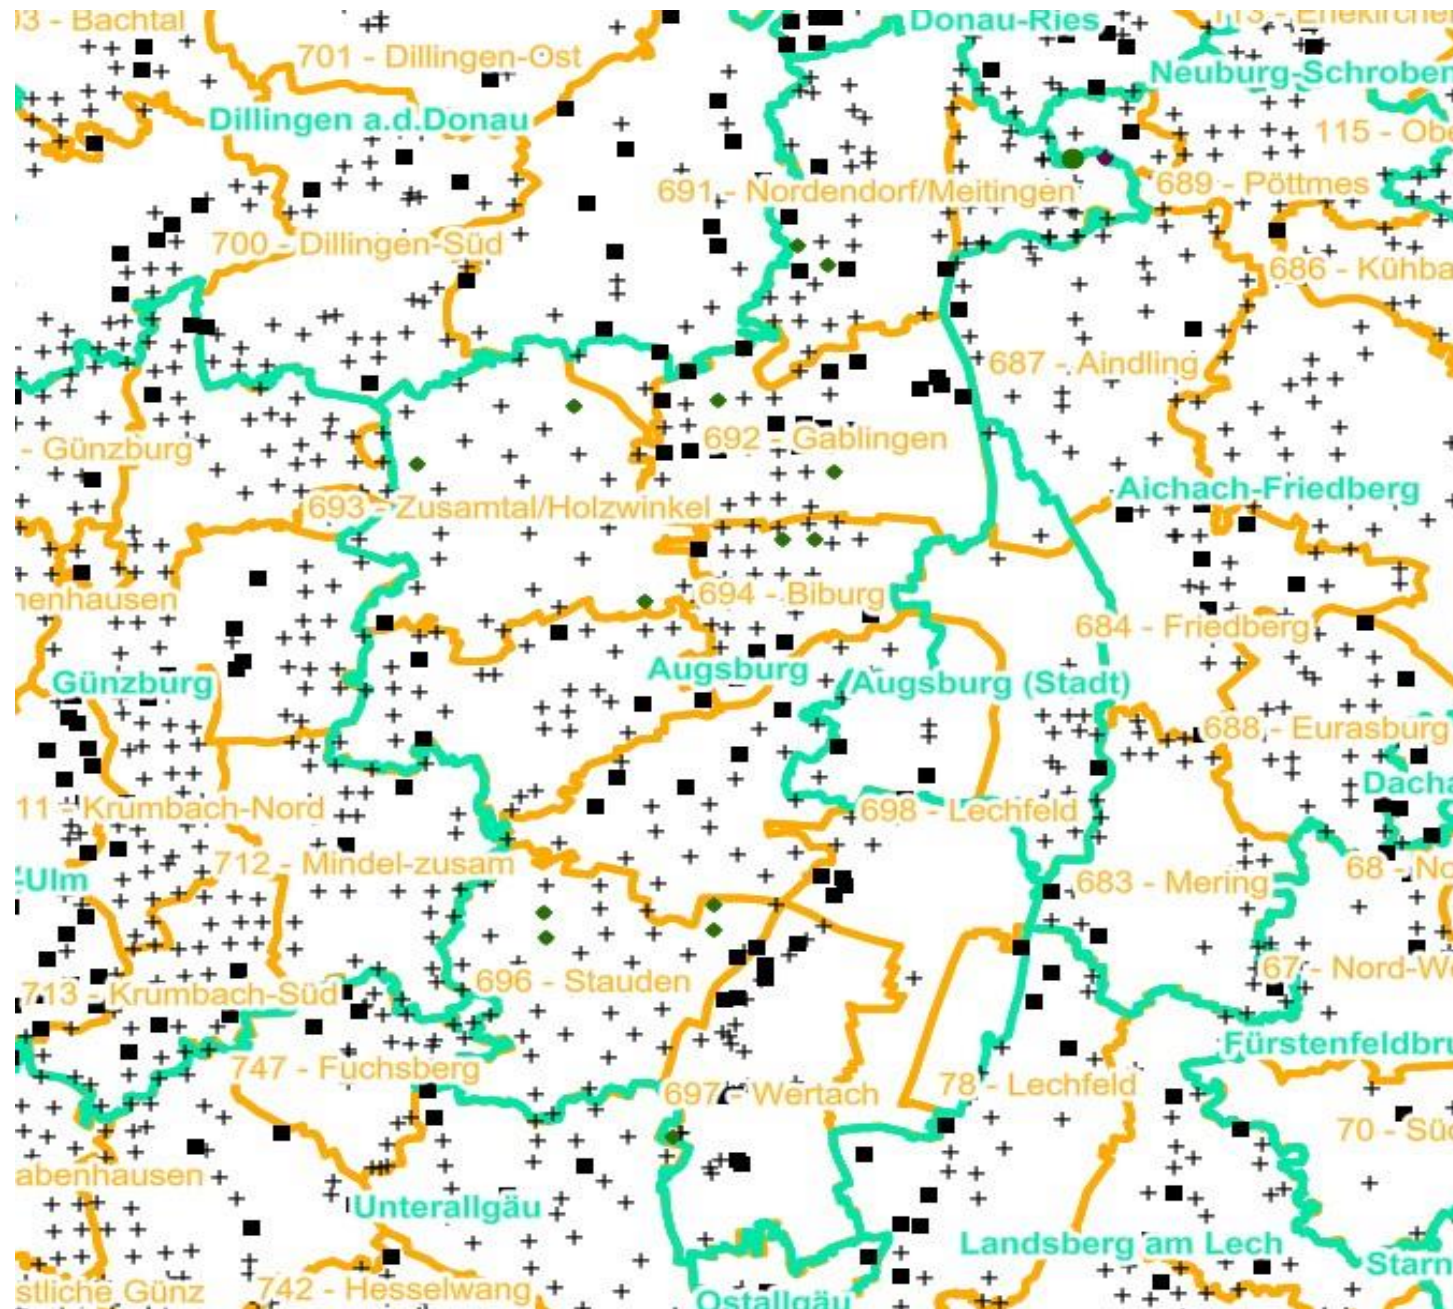 03 - Bachtal
Donau-Ries
701 - Dillingen-Ost
Neuburg-Schrober
Dillingen a.d.Donau
115 - Ob
691 - Nordendorf/Meitingen
689 - Pöttmes
700 - Dillingen-Süd
686 - Kühba
687 - Aindling
692 - Gablingen
- Günzburg
Aichach-Friedberg
693 - Zusamtal/Holzwinkel
nenhausen
694 - Biburg
684 - Friedberg
Augsburg
Günzburg
Augsburg (Stadt)
688 - Eurasburg
Dacha
11 - Krumbach-Nord
698 - Lechfeld
712 - Mindel-zusam
68 - No
-Ulm
683 - Mering
67 - Nord-W
696 - Stauden
713 - Krumbach-Süd
Fürstenfeldbru
747 - Fuchsberg
78 - Lechfeld
697 - Wertach
70 - Süd
abenhausen
Unterallgäu
Landsberg am Lech
Starn
stliche Günz
742 - Hesselwang
Ostallgäu